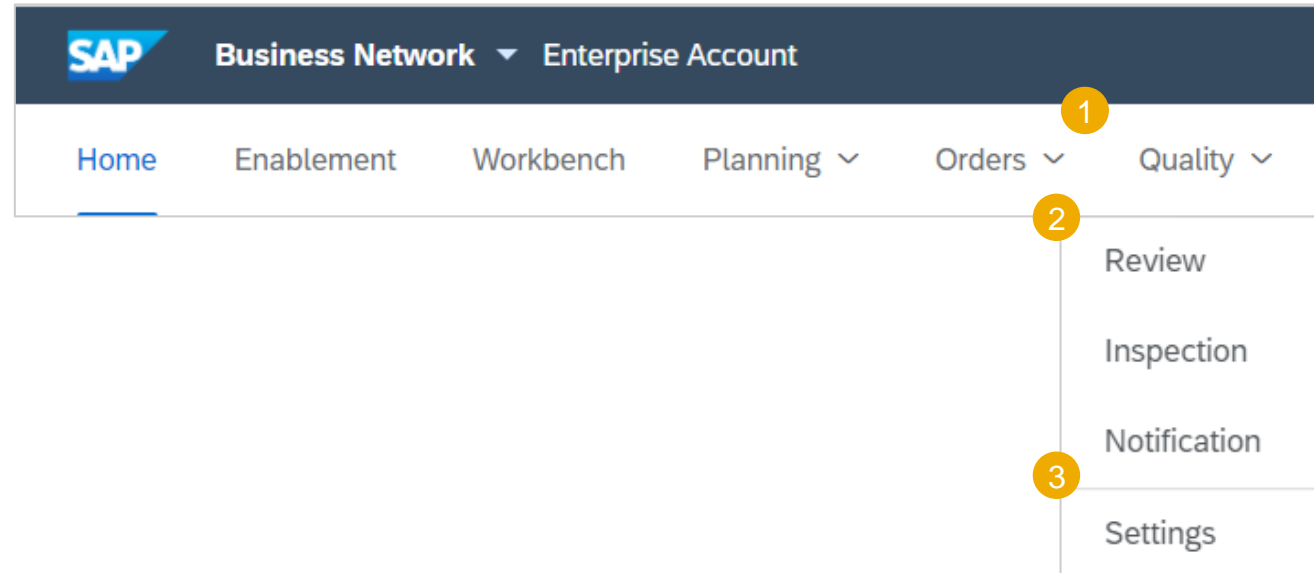 SAP Business Network Enterprise Account
1
Home Enablement Workbench Planning Orders Quality
2
Review
Inspection
Notification
3
Settings